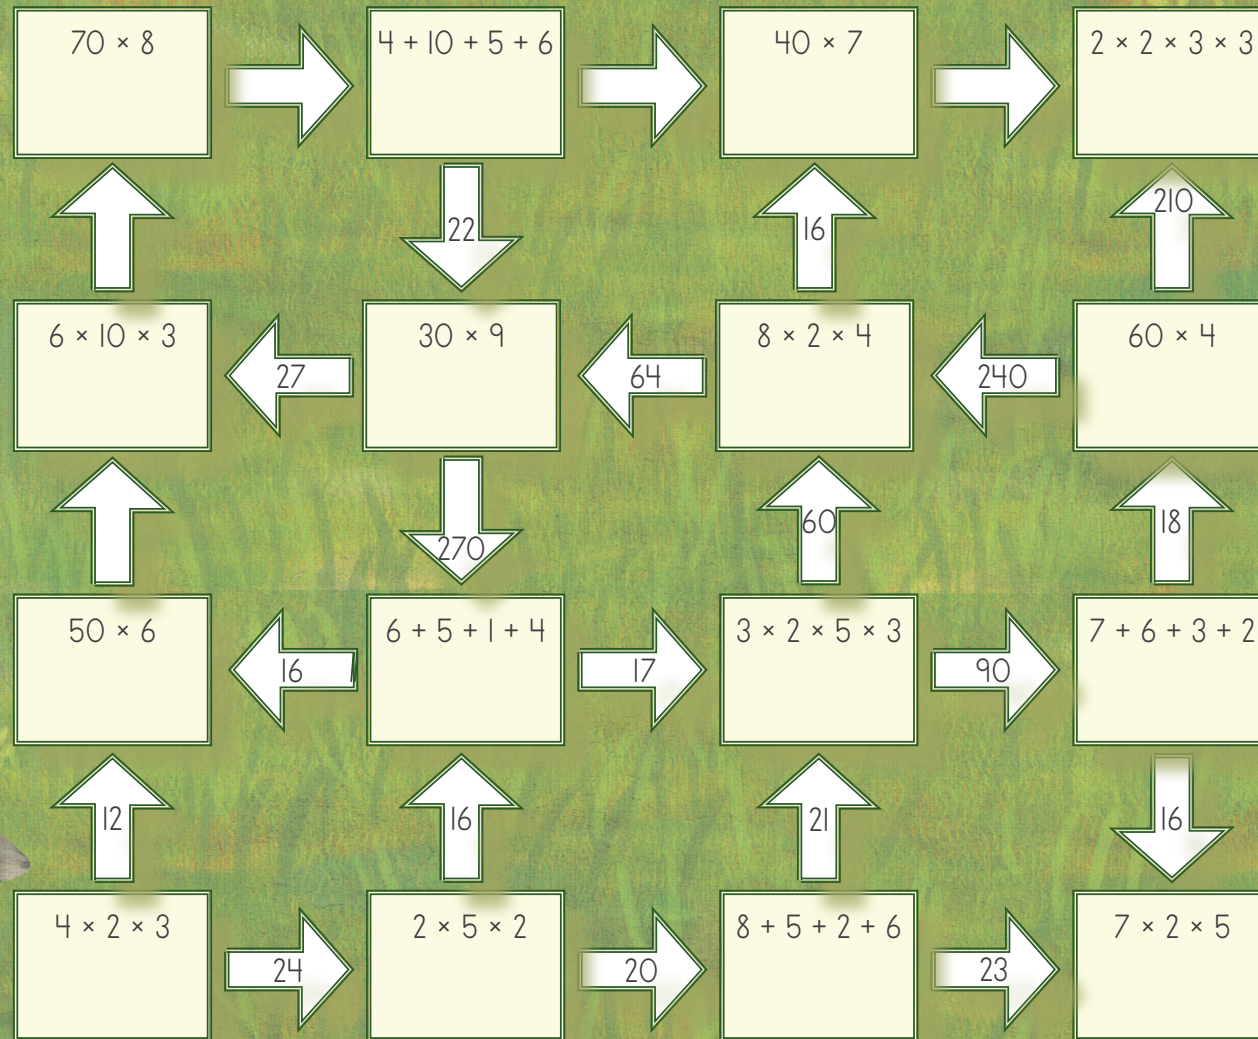 70 × 8
4 + 10 + 5 + 6
40 × 7
2 × 2 × 3 × 3
22
16
210
6 × 10 × 3
27
30 × 9
64
8 × 2 × 4
240
60 × 4
270
60
18
50 × 6
16
6 + 5 + 1 + 4
17
3 × 2 × 5 × 3
90
7 + 6 + 3 + 2
12
16
21
16
4 × 2 × 3
24
2 × 5 × 2
20
8 + 5 + 2 + 6
23
7 × 2 × 5